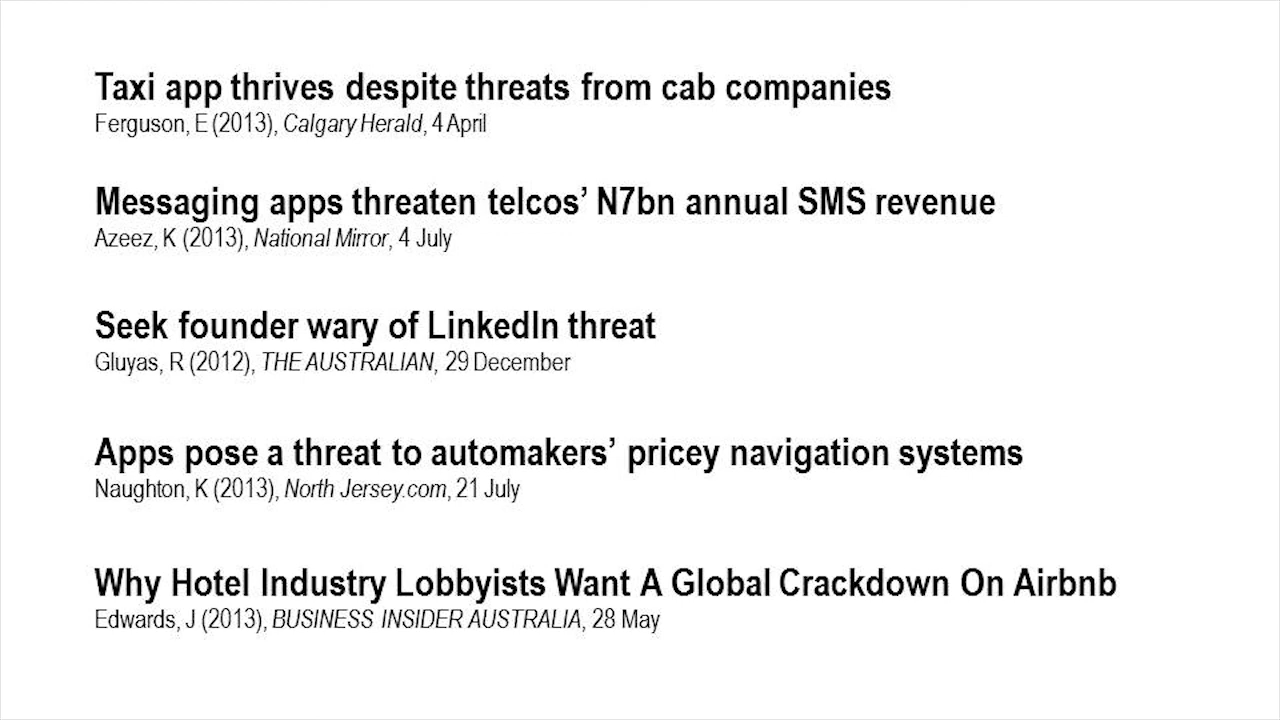 Taxi app thrives despite threats from cab companies
Ferguson, E (2013), Calgary Herald, 4 April
Messaging apps threaten telcos’ N7bn annual SMS revenue
Azeez, K (2013), National Mirror, 4 July
Seek founder wary of LinkedIn threat
Gluyas, R (2012), THE AUSTRALIAN, 29 December
Apps pose a threat to automakers’ pricey navigation systems
Naughton, K (2013), North Jersey.com, 21 July
Why Hotel Industry Lobbyists Want A Global Crackdown On Airbnb
Edwards, J (2013), BUSINESS INSIDER AUSTRALIA, 28 May